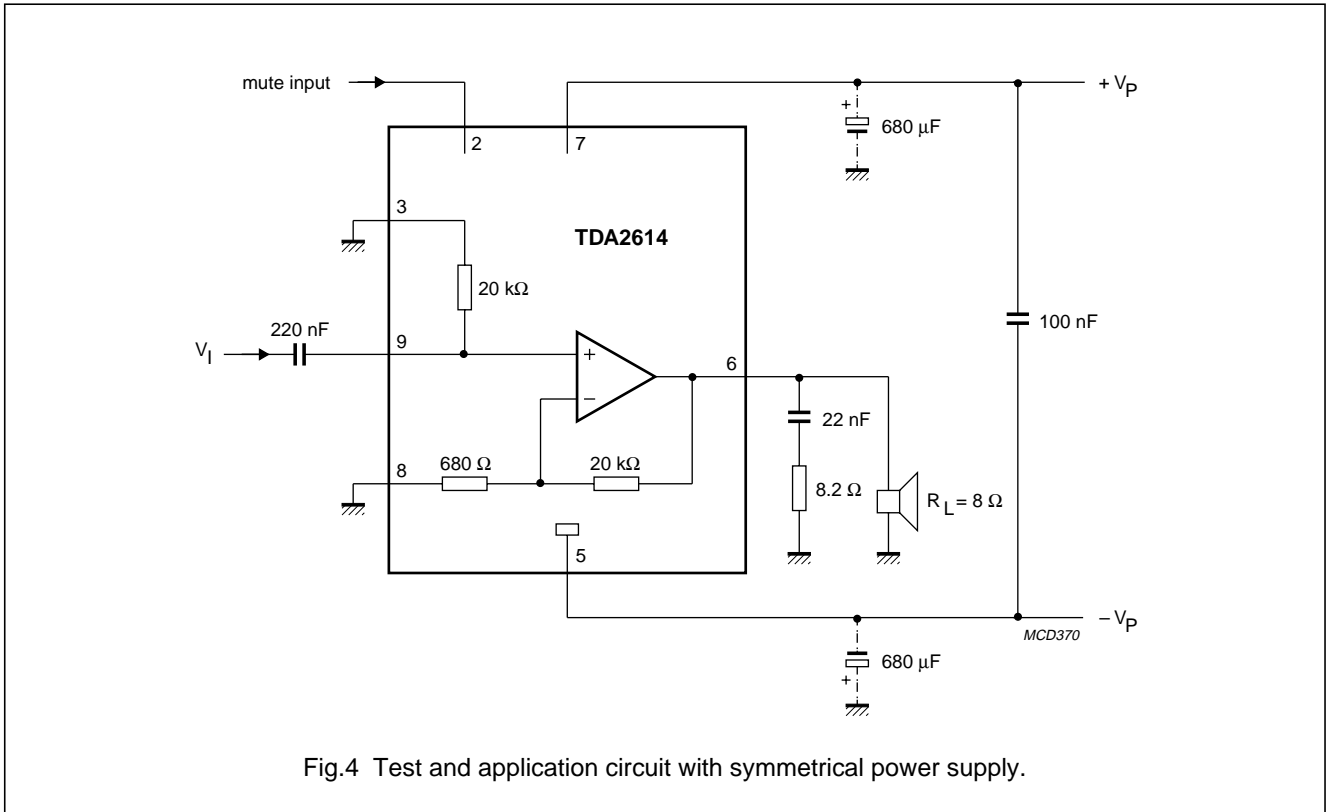 mute input
+ V_P
+
680 μF
2
7
3
TDA2614
20 kΩ
100 nF
220 nF
V_I
9
+
6
−
22 nF
8
680 Ω
20 kΩ
8.2 Ω
R_L = 8 Ω
5
− V_P
MCD370
680 μF
+
Fig.4 Test and application circuit with symmetrical power supply.